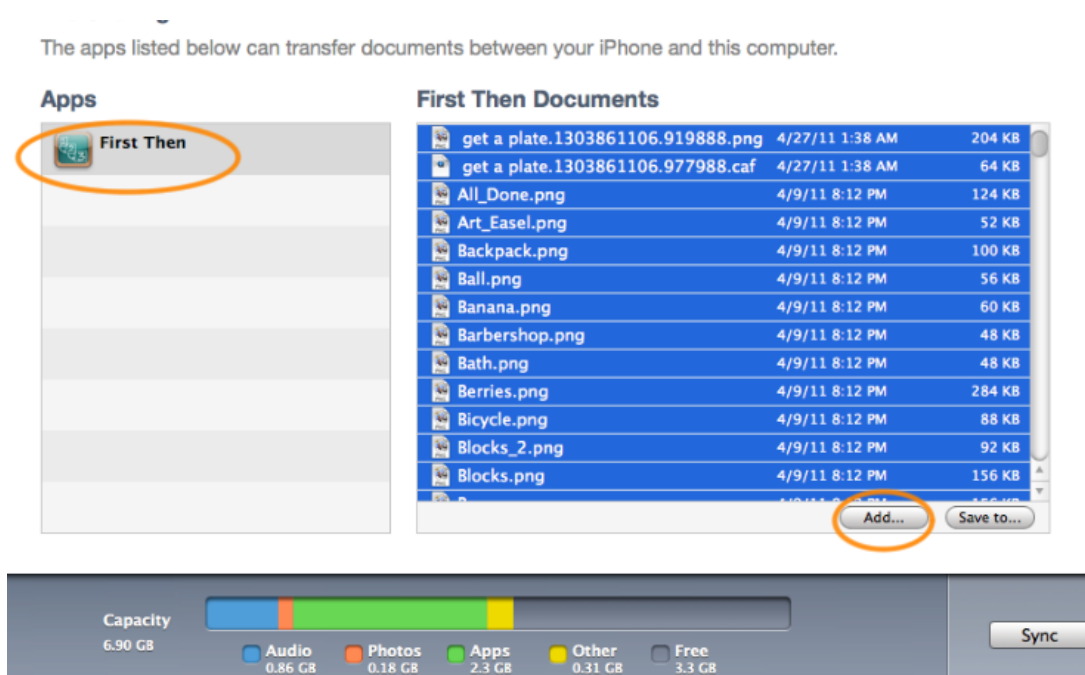 The apps listed below can transfer documents between your iPhone and this computer.
Apps
First Then Documents
First Then
get a plate.1303861106.919888.png 4/27/11 1:38 AM 204 KB
get a plate.1303861106.977988.caf 4/27/11 1:38 AM 64 KB
All_Done.png 4/9/11 8:12 PM 124 KB
Art_Easel.png 4/9/11 8:12 PM 52 KB
Backpack.png 4/9/11 8:12 PM 100 KB
Ball.png 4/9/11 8:12 PM 56 KB
Banana.png 4/9/11 8:12 PM 60 KB
Barbershop.png 4/9/11 8:12 PM 48 KB
Bath.png 4/9/11 8:12 PM 48 KB
Berries.png 4/9/11 8:12 PM 284 KB
Bicycle.png 4/9/11 8:12 PM 88 KB
Blocks_2.png 4/9/11 8:12 PM 92 KB
Blocks.png 4/9/11 8:12 PM 156 KB
Add... Save to...
Capacity
6.90 GB
Audio Photos Apps Other Free
0.86 GB 0.18 GB 2.3 GB 0.31 GB 3.3 GB
Sync